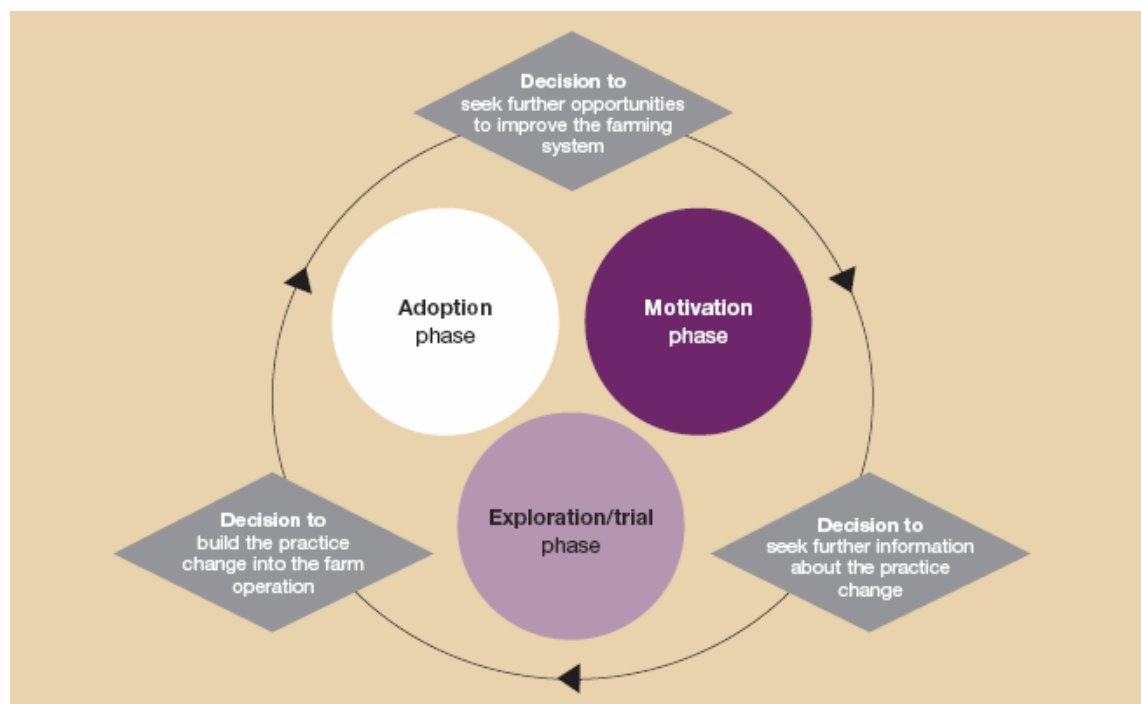 Decision to
seek further opportunities
to improve the farming
system
Adoption
phase
Motivation
phase
Exploration/trial
phase
Decision to
build the practice
change into the farm
operation
Decision to
seek further information
about the practice
change